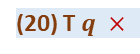 (20) T q ×